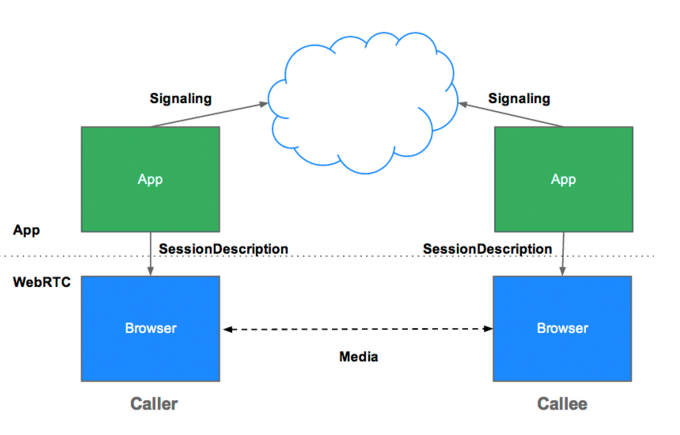 Signaling
Signaling
App
App
App
SessionDescription
SessionDescription
WebRTC
Browser
Browser
Media
Caller
Callee